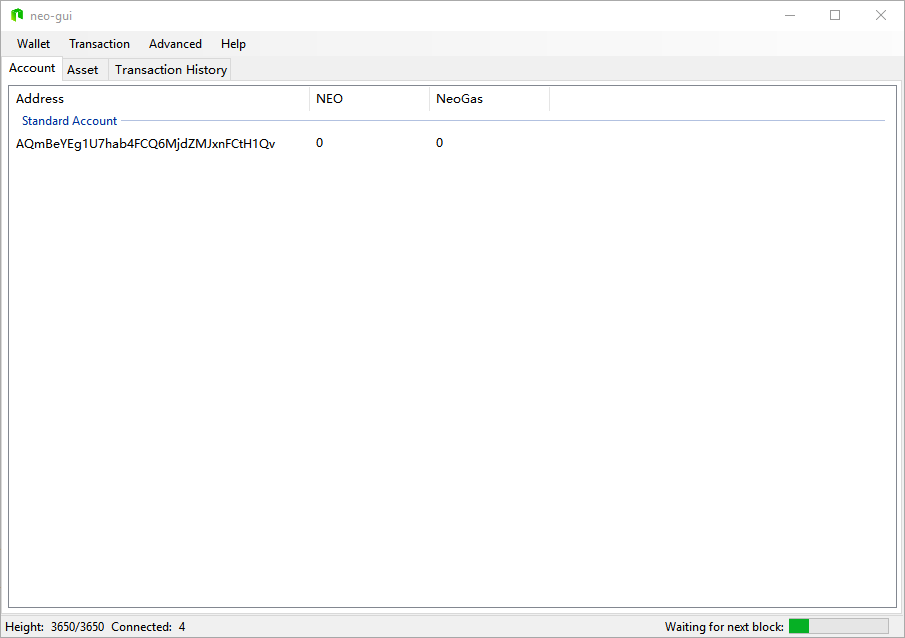 neo-gui
Wallet Transaction Advanced Help
Account Asset Transaction History
Address NEO NeoGas
Standard Account
AQmBeYEg1U7hab4FCQ6MjdZMJxnFCtH1Qv 0 0
Height: 3650/3650 Connected: 4 Waiting for next block: